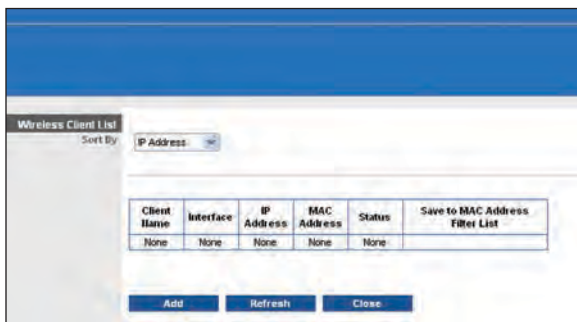 Wireless Client List
Sort By IP Address
Client Name Interface IP Address MAC Address Status Save to MAC Address Filter List
None None None None None
Add Refresh Close